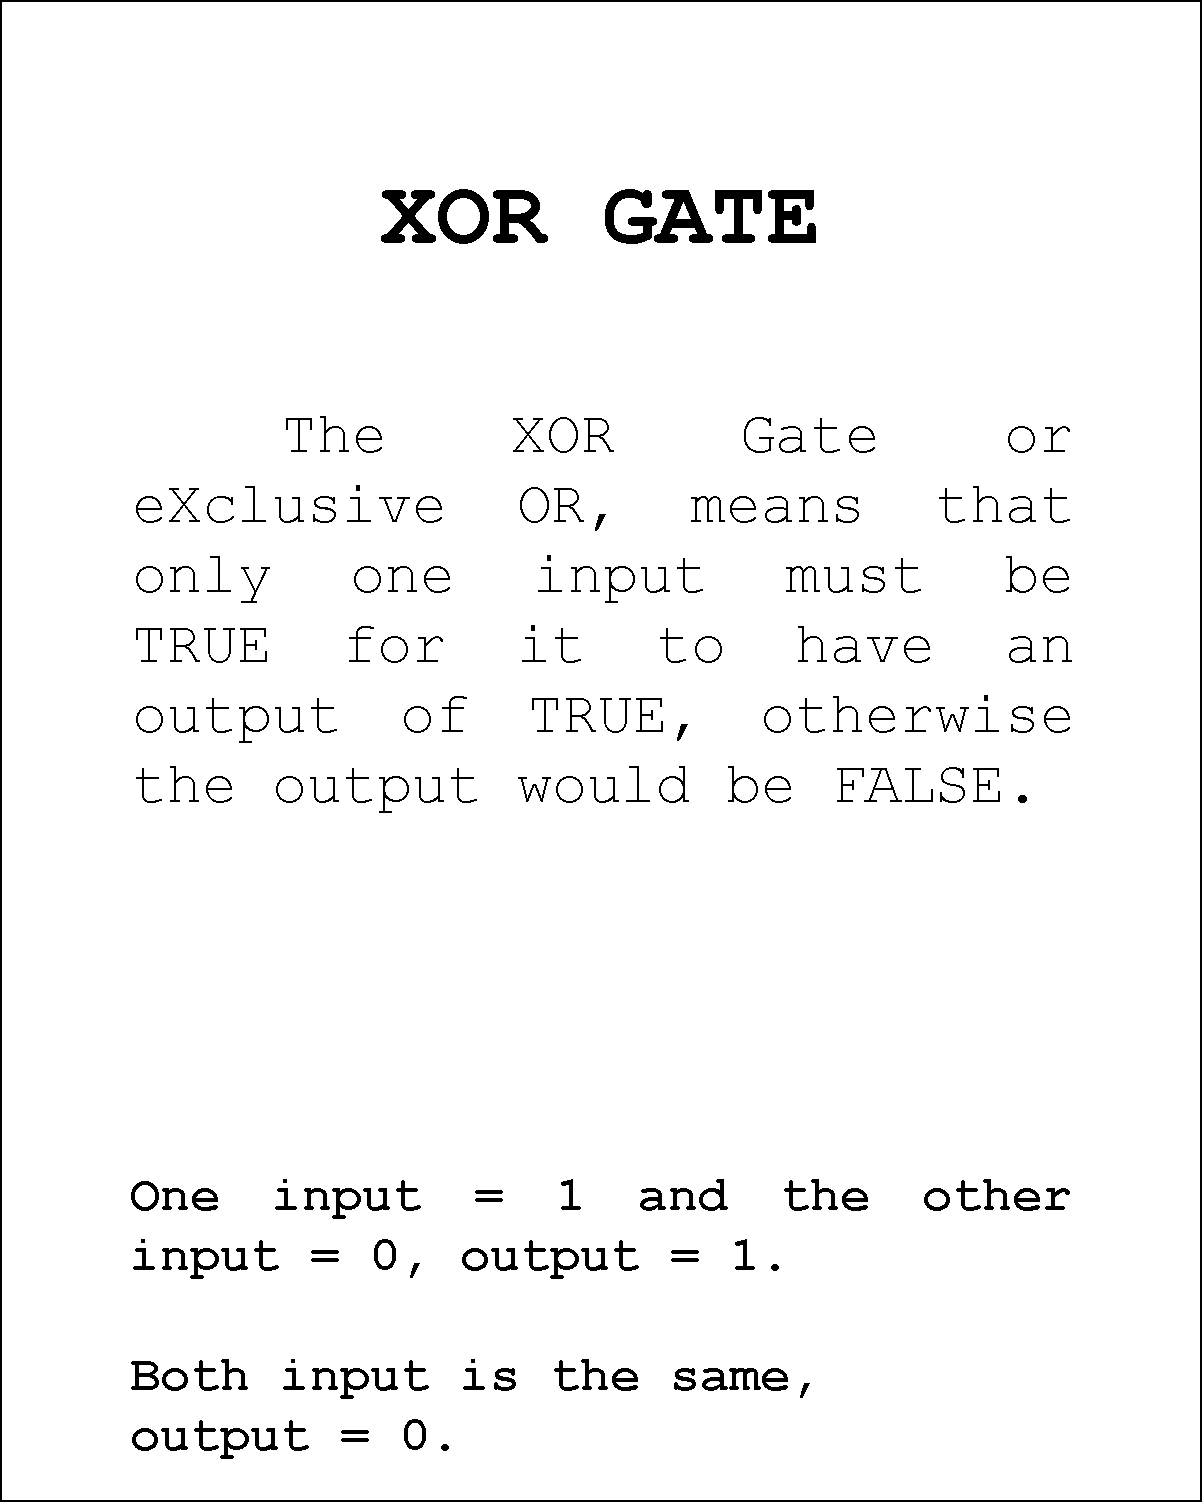 XOR GATE
The XOR Gate or
eXclusive OR, means that
only one input must be
TRUE for it to have an
output of TRUE, otherwise
the output would be FALSE.
One input = 1 and the other
input = 0, output = 1.
Both input is the same,
output = 0.